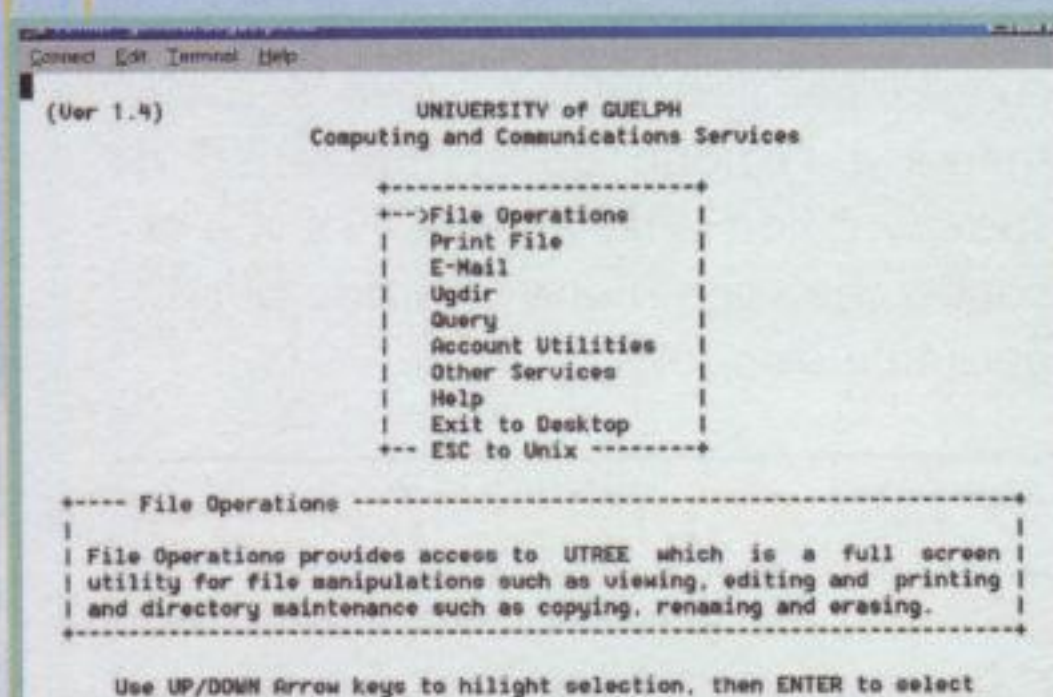 Connect Edit Terminal Help
(Ver 1.4) UNIVERSITY of GUELPH
Computing and Communications Services
+-----------------------+
+-->File Operations |
| Print File |
| E-Mail |
| Ugdir |
| Query |
| Account Utilities |
| Other Services |
| Help |
| Exit to Desktop |
+-- ESC to Unix --------+
+---- File Operations -------------------------------------------------+
| File Operations provides access to UTREE which is a full screen |
| utility for file manipulations such as viewing, editing and printing |
| and directory maintenance such as copying, renaming and erasing. |
+----------------------------------------------------------------------+
Use UP/DOWN Arrow keys to hilight selection, then ENTER to select